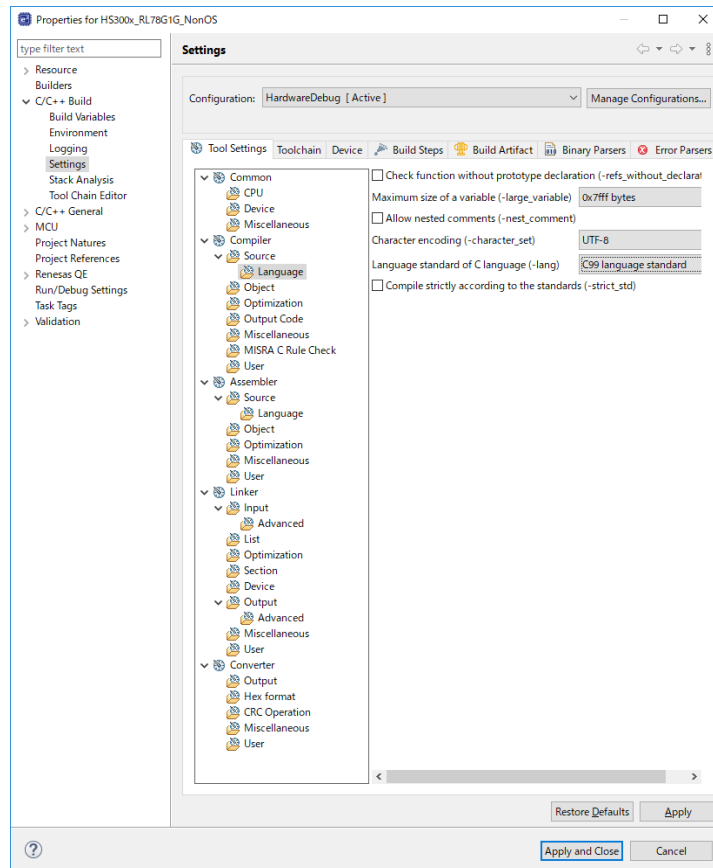 Properties for HS300x_RL78G1G_NonOS
type filter text
Resource
Builders
C/C++ Build
Build Variables
Environment
Logging
Settings
Stack Analysis
Tool Chain Editor
C/C++ General
MCU
Project Natures
Project References
Renesas QE
Run/Debug Settings
Task Tags
Validation
Settings
Configuration: HardwareDebug [ Active ] Manage Configurations...
Tool Settings Toolchain Device Build Steps Build Artifact Binary Parsers Error Parsers
Common
CPU
Device
Miscellaneous
Compiler
Source
Language
Object
Optimization
Output Code
Miscellaneous
MISRA C Rule Check
User
Assembler
Source
Language
Object
Optimization
Miscellaneous
User
Linker
Input
Advanced
List
Optimization
Section
Device
Output
Advanced
Miscellaneous
User
Converter
Output
Hex format
CRC Operation
Miscellaneous
User
Check function without prototype declaration (-refs_without_declarat
Maximum size of a variable (-large_variable) 0x7fff bytes
Allow nested comments (-nest_comment)
Character encoding (-character_set) UTF-8
Language standard of C language (-lang) C99 language standard
Compile strictly according to the standards (-strict_std)
Restore Defaults Apply
? Apply and Close Cancel